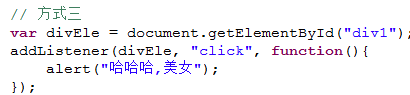 // 方式三
var divEle = document.getElementById("div1");
addListener(divEle, "click", function(){
    alert("哈哈哈,美女");
});